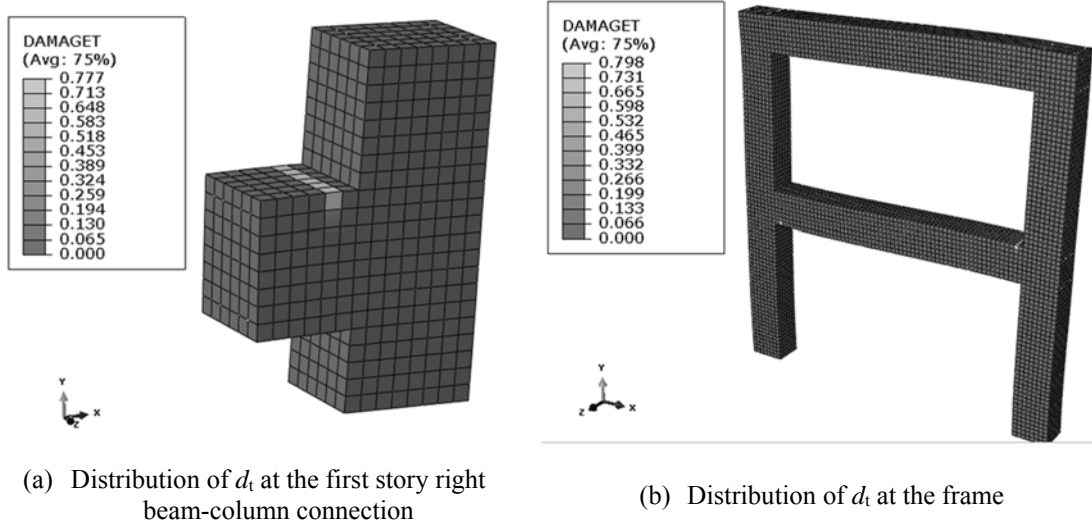 DAMAGET
(Avg: 75%)
0.777
0.713
0.648
0.583
0.518
0.453
0.389
0.324
0.259
0.194
0.130
0.065
0.000
Y
X
Z
DAMAGET
(Avg: 75%)
0.798
0.731
0.665
0.598
0.532
0.465
0.399
0.332
0.266
0.199
0.133
0.066
0.000
Y
Z X
(a) Distribution of dt at the first story right
beam-column connection
(b) Distribution of dt at the frame